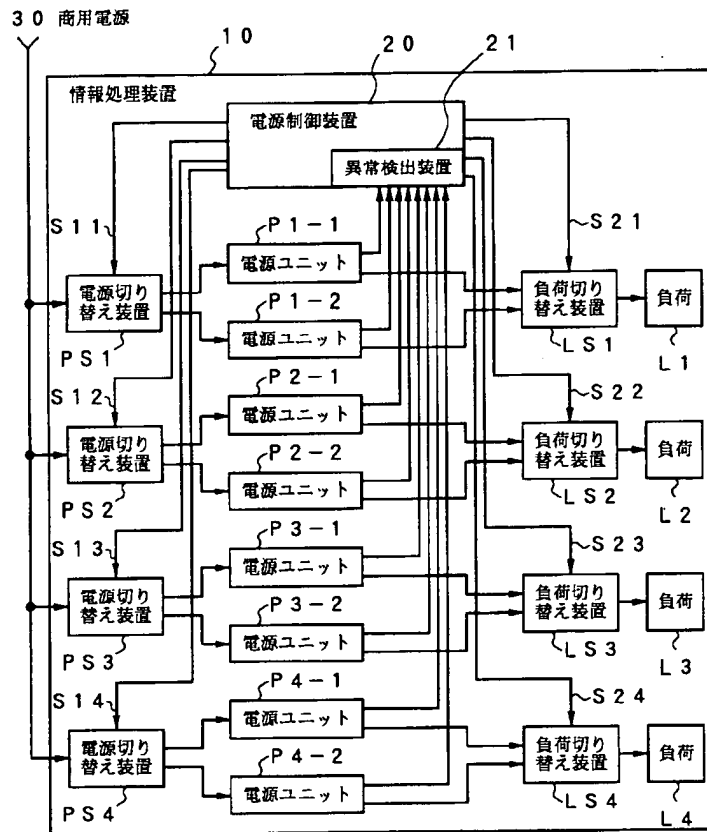 30 商用電源
10
20
21
情報処理装置
電源制御装置
異常検出装置
S11
P1-1
S21
電源ユニット
電源切り
替え装置
負荷切り
替え装置
負荷
P1-2
電源ユニット
PS1
LS1
L1
S12
P2-1
S22
電源ユニット
電源切り
替え装置
負荷切り
替え装置
負荷
P2-2
電源ユニット
PS2
LS2
L2
S13
P3-1
S23
電源ユニット
電源切り
替え装置
負荷切り
替え装置
負荷
P3-2
電源ユニット
PS3
LS3
L3
S14
P4-1
S24
電源ユニット
電源切り
替え装置
負荷切り
替え装置
負荷
P4-2
電源ユニット
PS4
LS4
L4